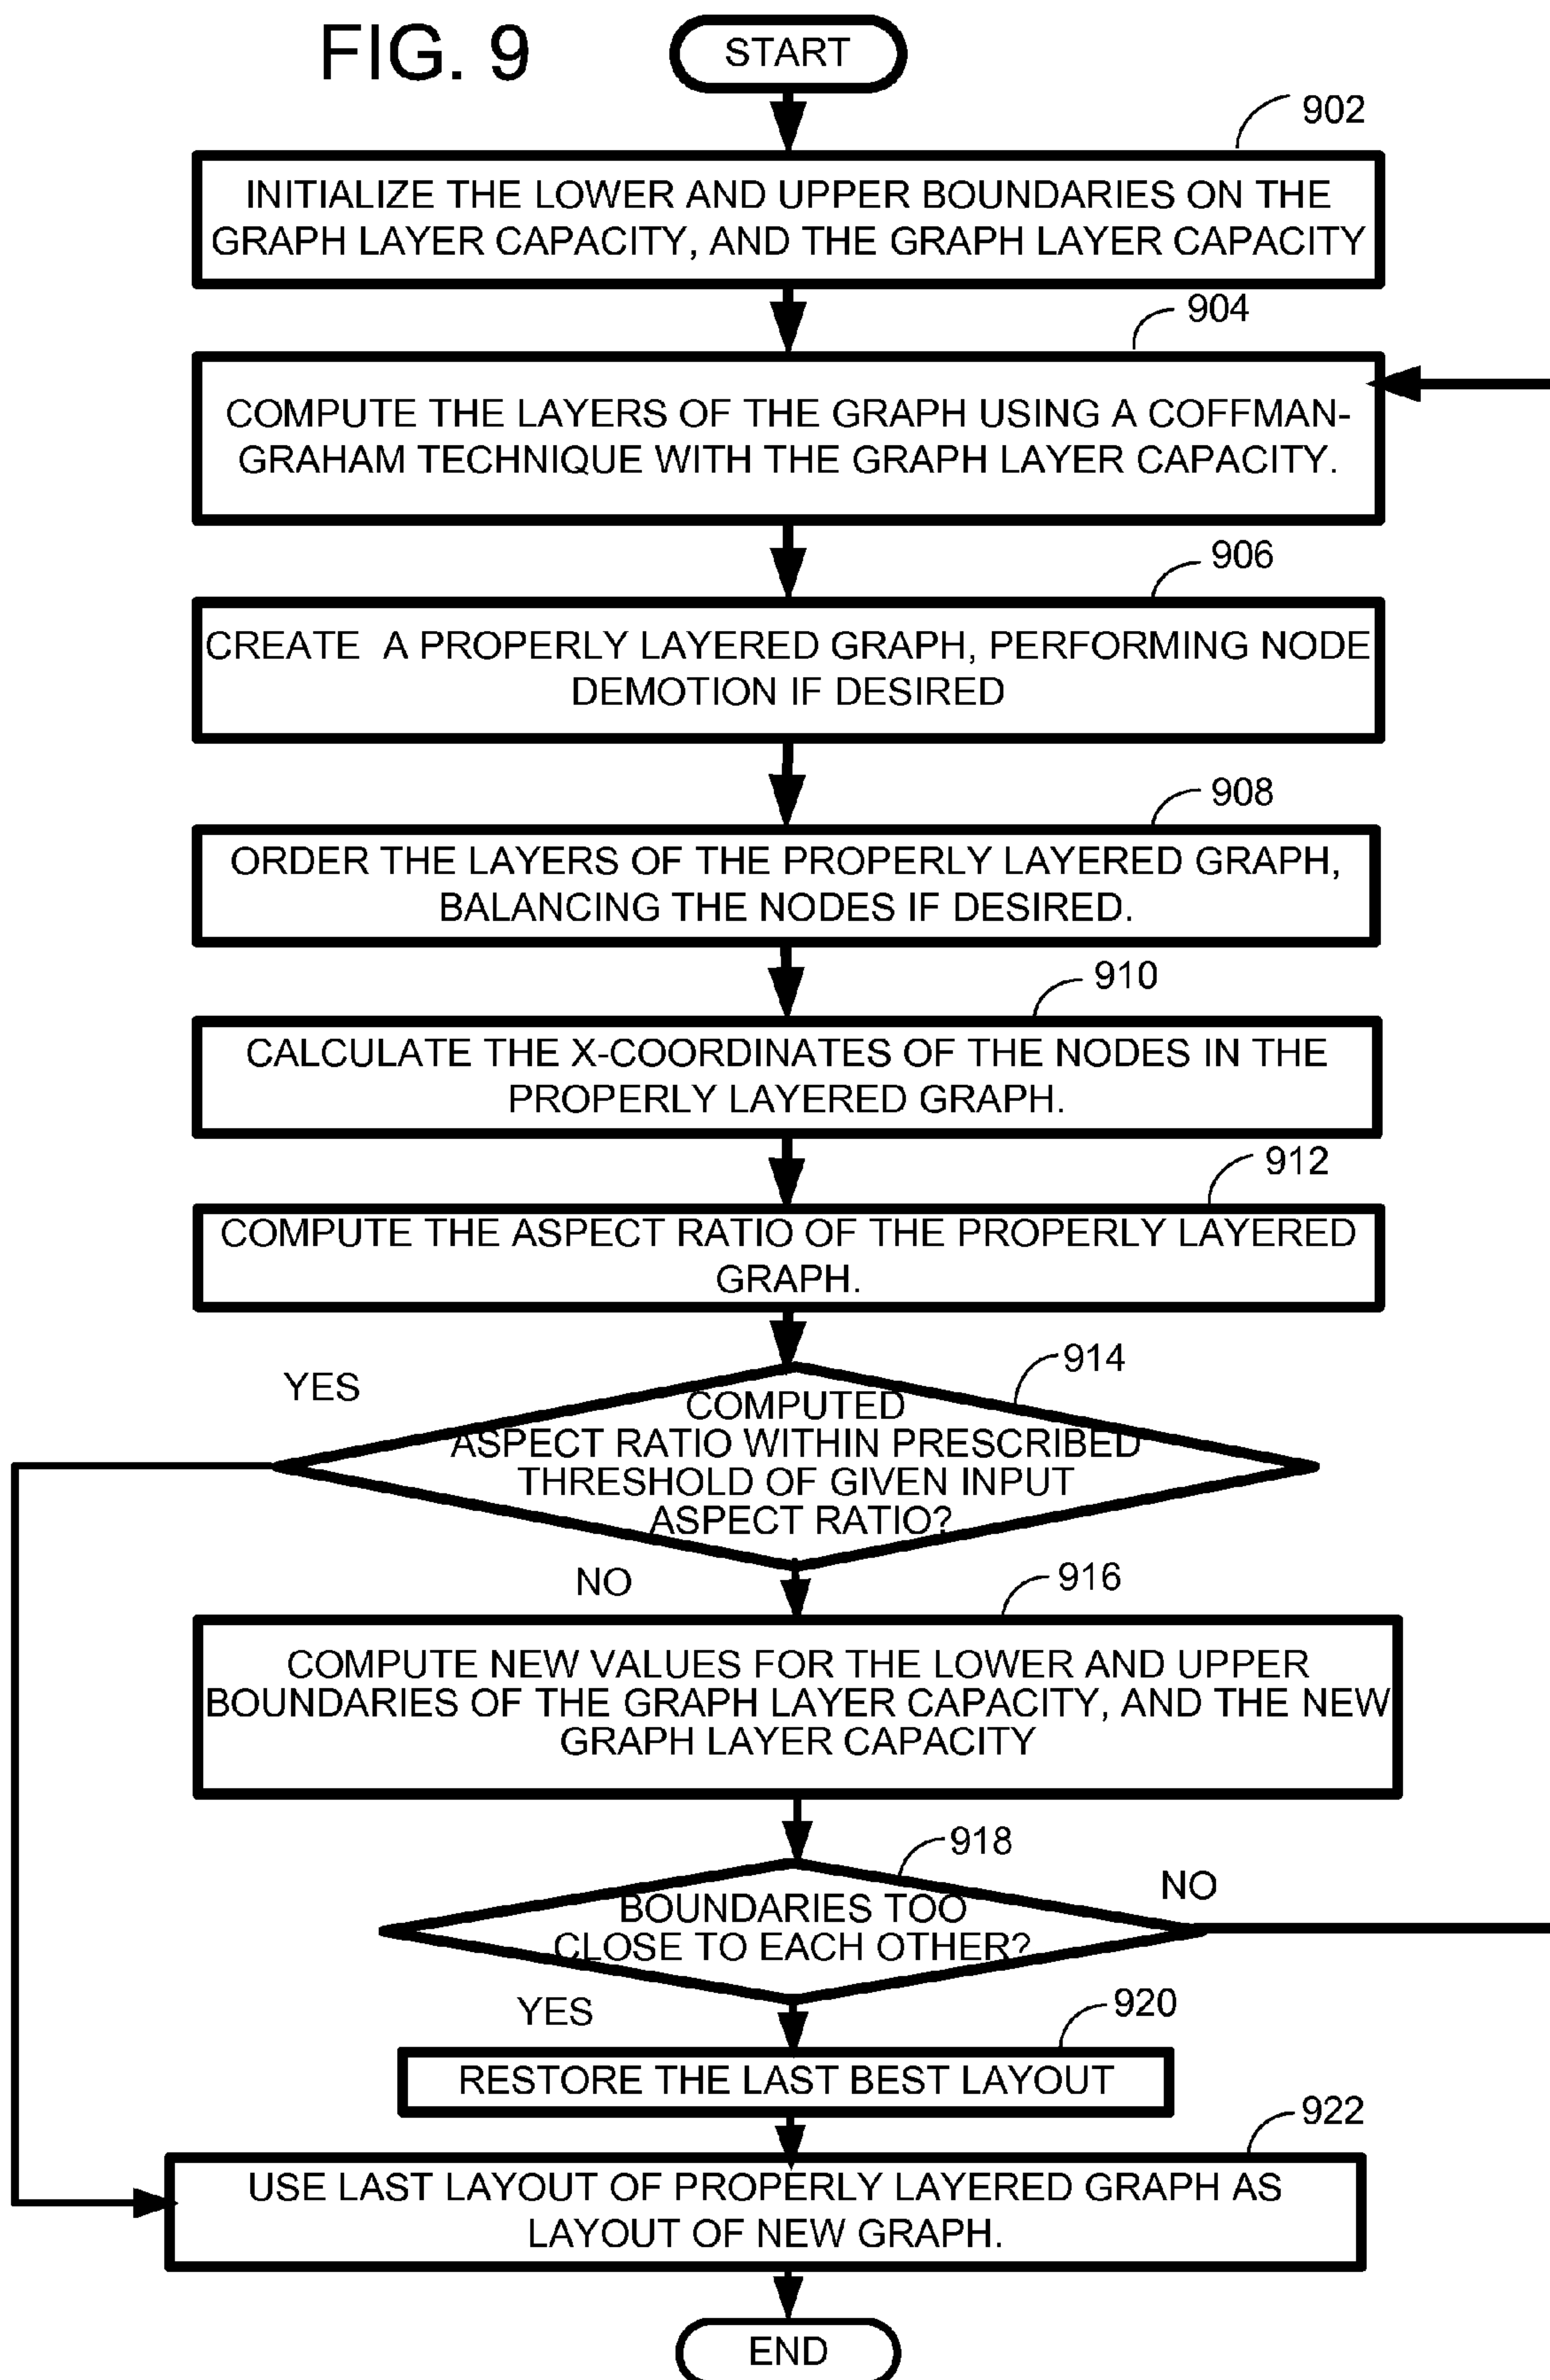 FIG. 9
START
902
INITIALIZE THE LOWER AND UPPER BOUNDARIES ON THE
GRAPH LAYER CAPACITY, AND THE GRAPH LAYER CAPACITY
904
COMPUTE THE LAYERS OF THE GRAPH USING A COFFMAN-
GRAHAM TECHNIQUE WITH THE GRAPH LAYER CAPACITY.
906
CREATE A PROPERLY LAYERED GRAPH, PERFORMING NODE
DEMOTION IF DESIRED
908
ORDER THE LAYERS OF THE PROPERLY LAYERED GRAPH,
BALANCING THE NODES IF DESIRED.
910
CALCULATE THE X-COORDINATES OF THE NODES IN THE
PROPERLY LAYERED GRAPH.
912
COMPUTE THE ASPECT RATIO OF THE PROPERLY LAYERED
GRAPH.
914
YES
COMPUTED
ASPECT RATIO WITHIN PRESCRIBED
THRESHOLD OF GIVEN INPUT
ASPECT RATIO?
NO
916
COMPUTE NEW VALUES FOR THE LOWER AND UPPER
BOUNDARIES OF THE GRAPH LAYER CAPACITY, AND THE NEW
GRAPH LAYER CAPACITY
918
NO
BOUNDARIES TOO
CLOSE TO EACH OTHER?
YES
920
RESTORE THE LAST BEST LAYOUT
922
USE LAST LAYOUT OF PROPERLY LAYERED GRAPH AS
LAYOUT OF NEW GRAPH.
END